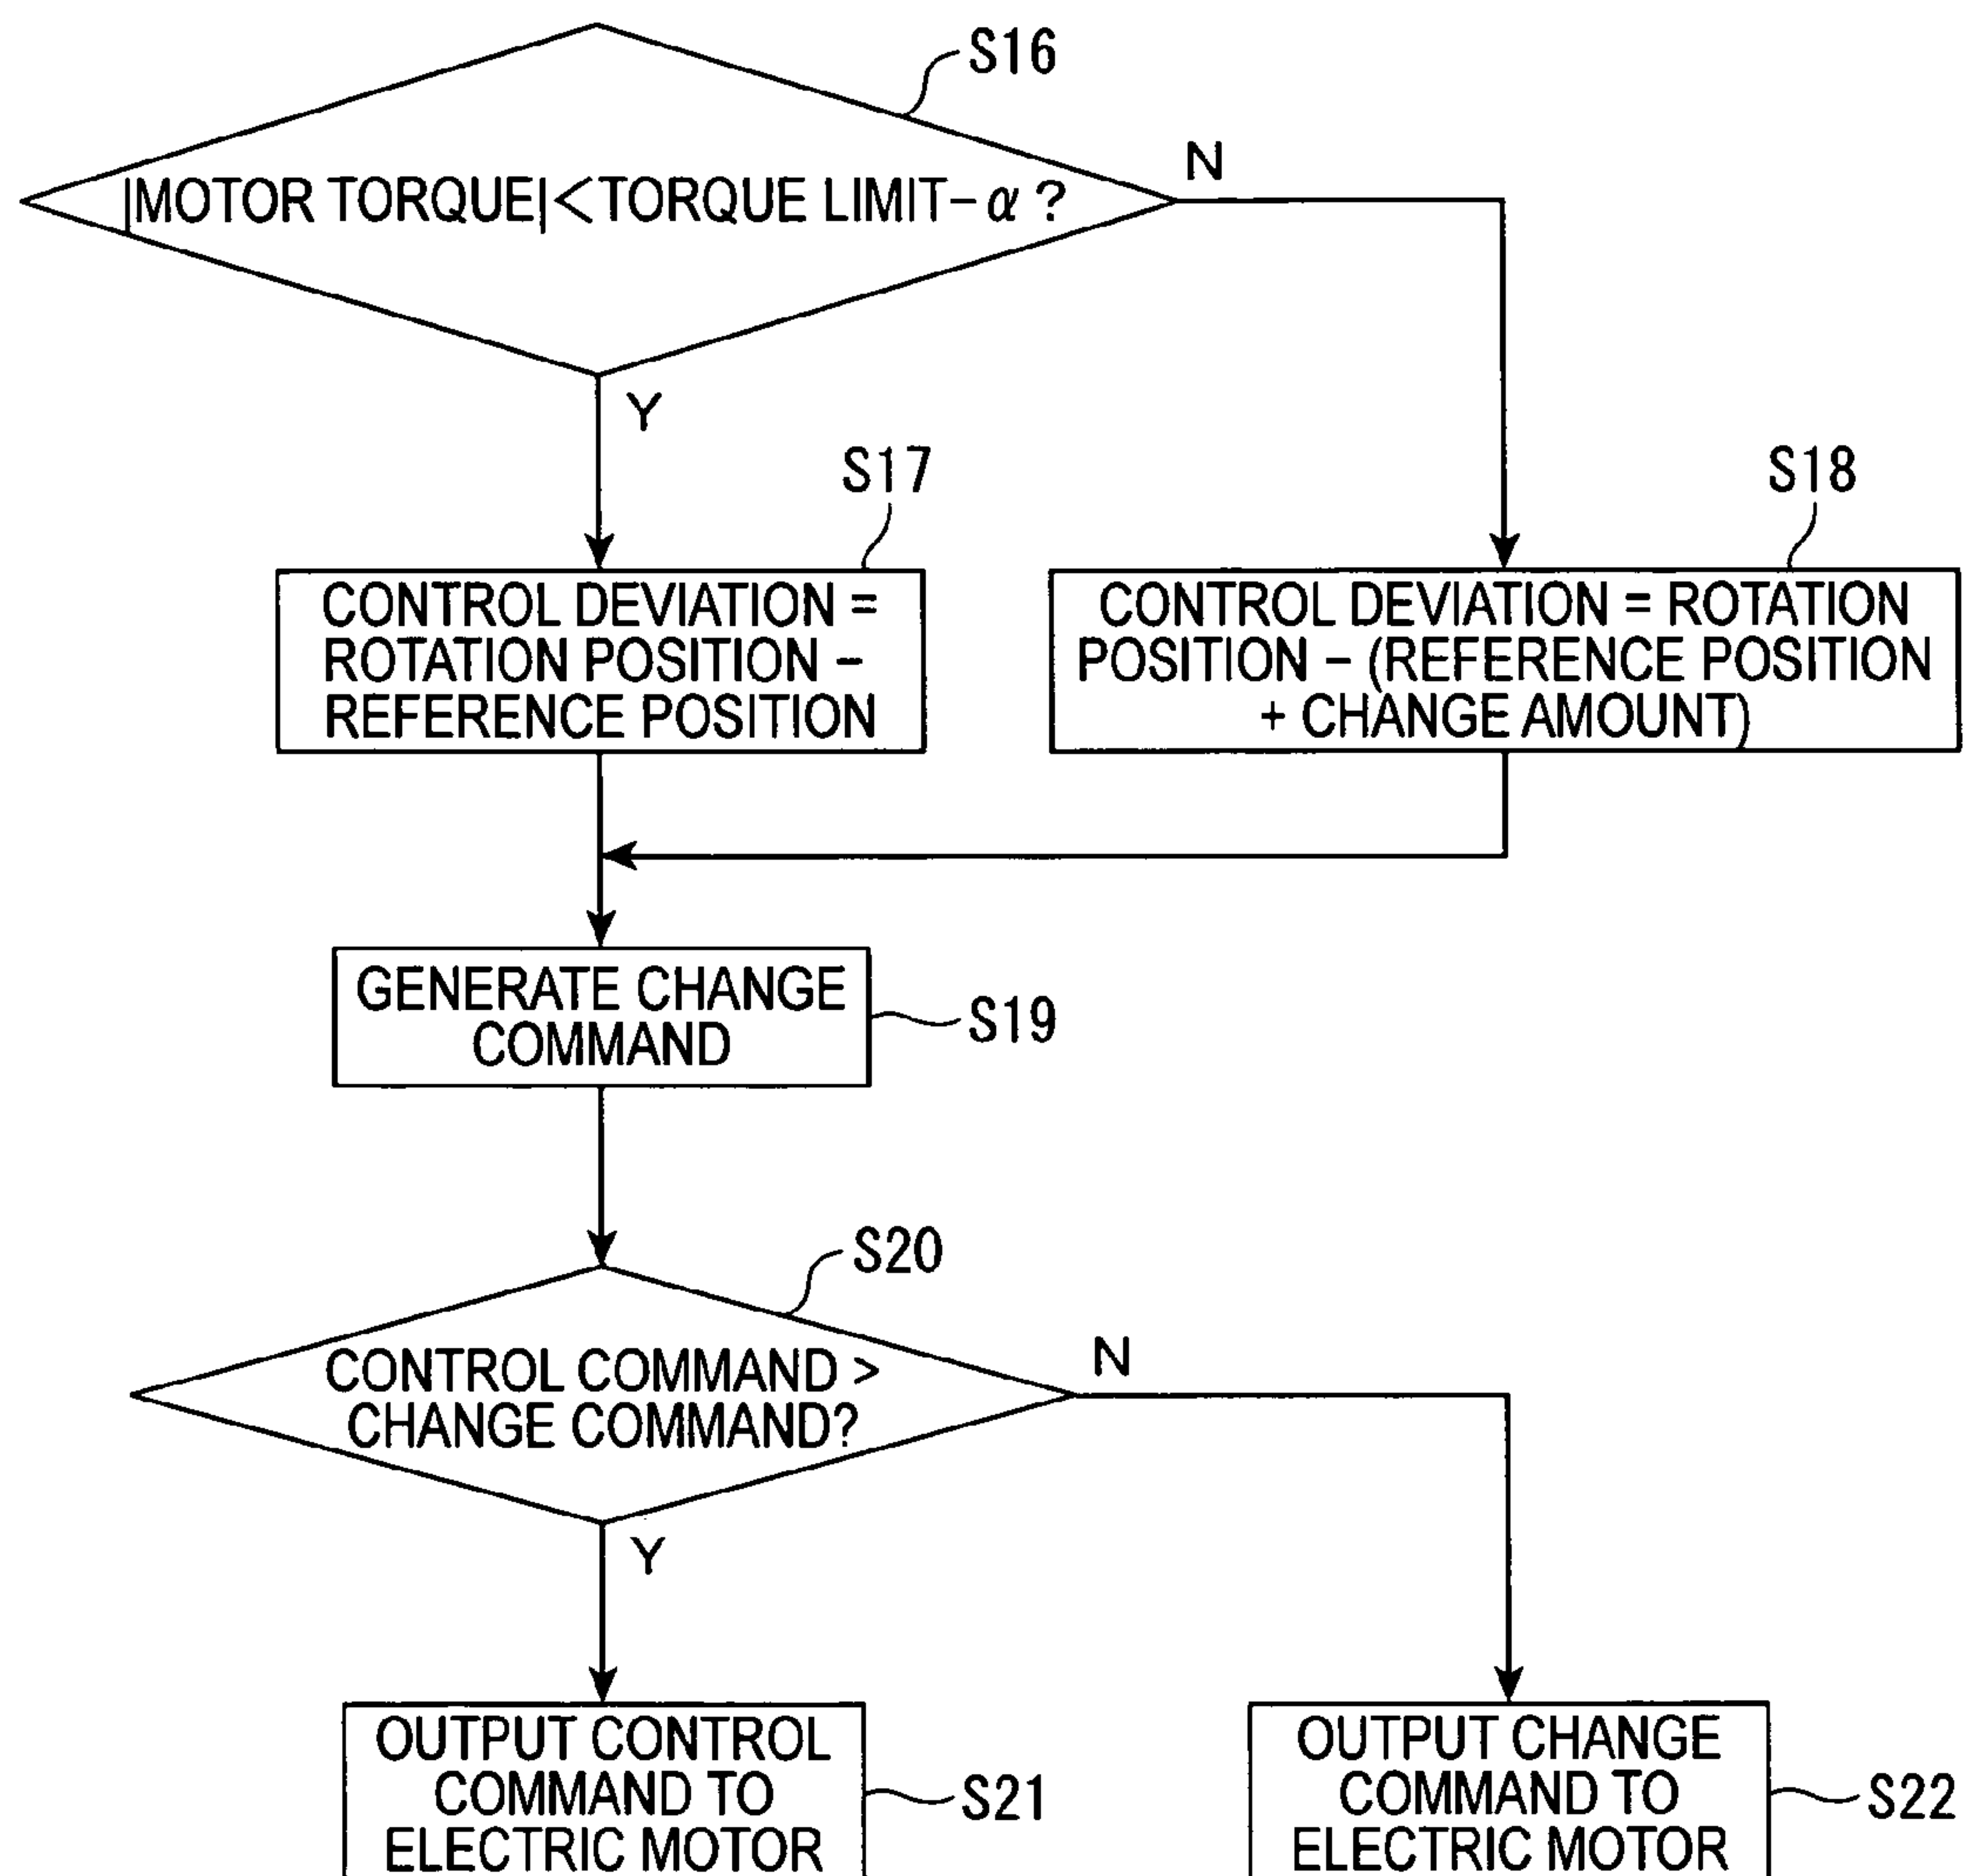 S16
|MOTOR TORQUE|<TORQUE LIMIT-α ?
N
Y
S17
S18
CONTROL DEVIATION =
ROTATION POSITION -
REFERENCE POSITION
CONTROL DEVIATION = ROTATION
POSITION - (REFERENCE POSITION
+ CHANGE AMOUNT)
GENERATE CHANGE
COMMAND
S19
S20
CONTROL COMMAND >
CHANGE COMMAND?
N
Y
OUTPUT CONTROL
COMMAND TO
ELECTRIC MOTOR
S21
OUTPUT CHANGE
COMMAND TO
ELECTRIC MOTOR
S22